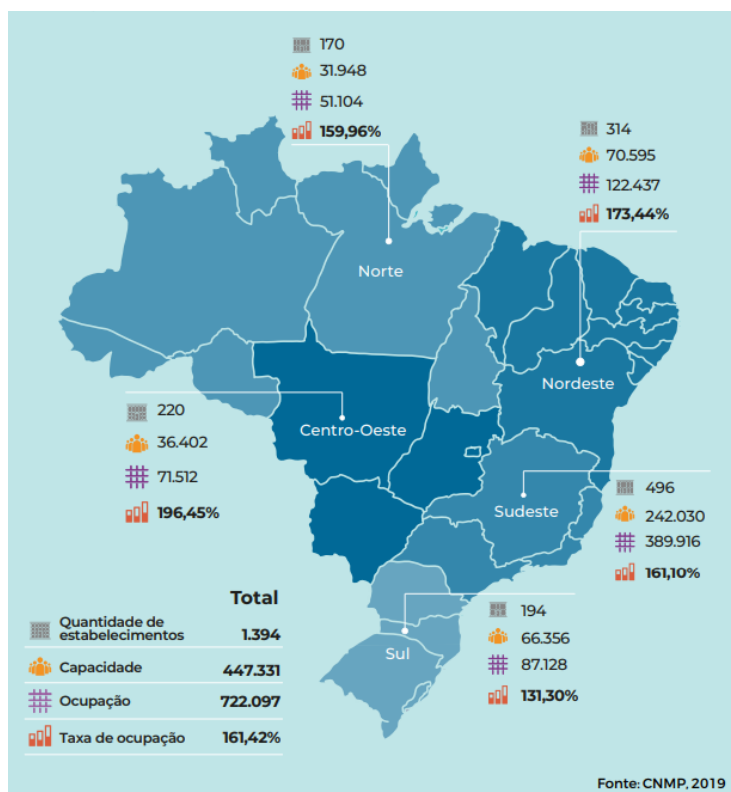 170
31.948
51.104
159,96%
Norte
314
70.595
122.437
173,44%
Nordeste
220
36.402
71.512
196,45%
Centro-Oeste
496
242.030
389.916
161,10%
Sudeste
194
66.356
87.128
131,30%
Sul
Total
Quantidade de
estabelecimentos 1.394
Capacidade 447.331
Ocupação 722.097
Taxa de ocupação 161,42%
Fonte: CNMP, 2019